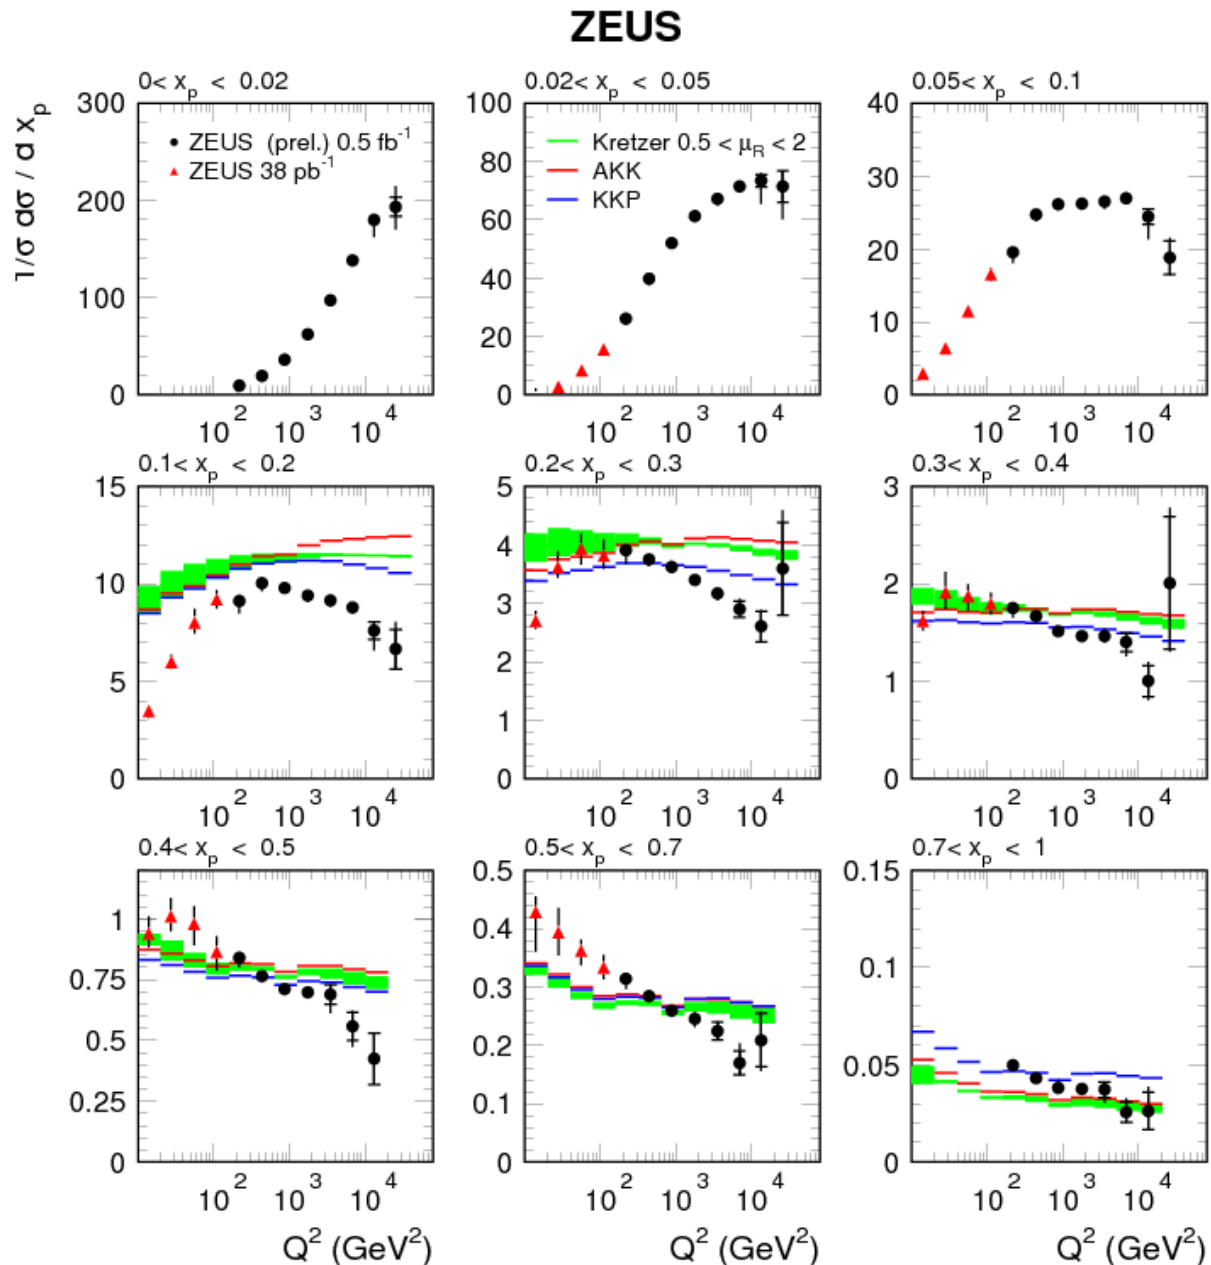 ZEUS
1/σ dσ / d x_p
0< x_p < 0.02
300
200
100
0
10^2 10^3 10^4
ZEUS (prel.) 0.5 fb^-1
ZEUS 38 pb^-1
0.02< x_p < 0.05
100
80
60
40
20
0
10^2 10^3 10^4
Kretzer 0.5 < μ_R < 2
AKK
KKP
0.05< x_p < 0.1
40
30
20
10
0
10^2 10^3 10^4
0.1< x_p < 0.2
15
10
5
0
10^2 10^3 10^4
0.2< x_p < 0.3
5
4
3
2
1
0
10^2 10^3 10^4
0.3< x_p < 0.4
3
2
1
0
10^2 10^3 10^4
0.4< x_p < 0.5
1
0.75
0.5
0.25
0
10^2 10^3 10^4
Q^2 (GeV^2)
0.5< x_p < 0.7
0.5
0.4
0.3
0.2
0.1
0
10^2 10^3 10^4
Q^2 (GeV^2)
0.7< x_p < 1
0.15
0.1
0.05
0
10^2 10^3 10^4
Q^2 (GeV^2)